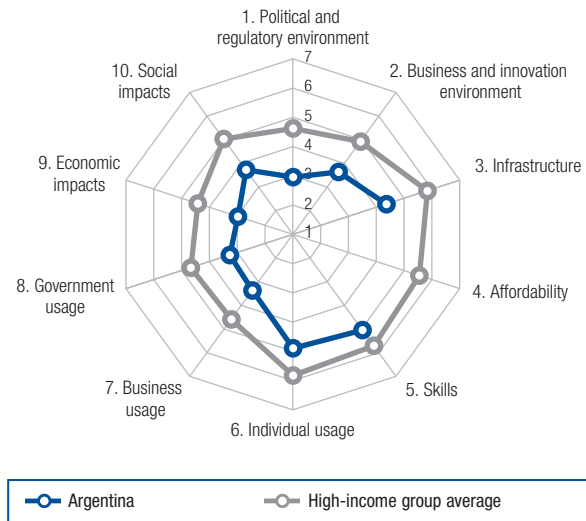 1. Political and
regulatory environment
7
10. Social
impacts
6
2. Business and innovation
environment
5
4
9. Economic
impacts
3
3. Infrastructure
2
1
8. Government
usage
4. Affordability
7. Business
usage
5. Skills
6. Individual usage
Argentina
High-income group average